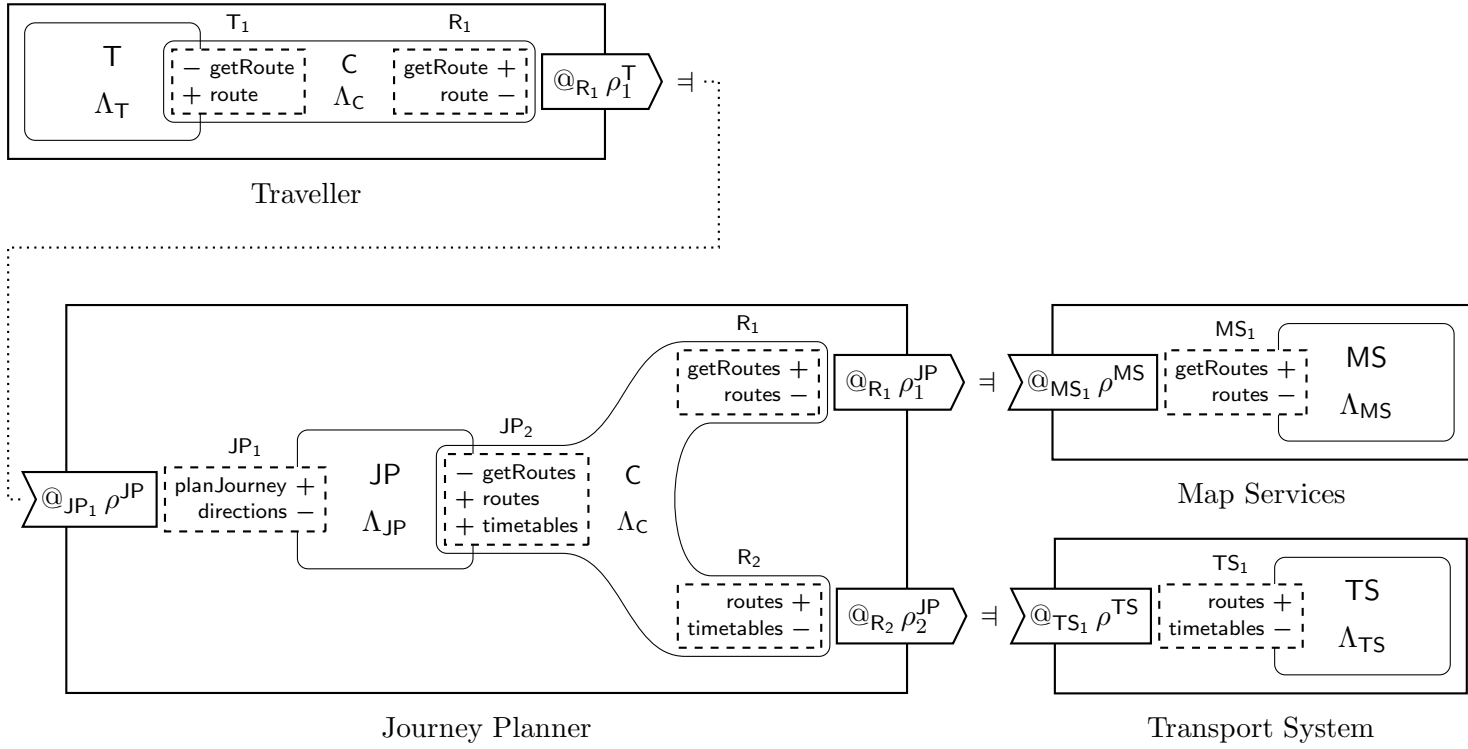 T₁ R₁
T − getRoute C getRoute + @R₁ ρ₁ᵀ ⫤
Λ_T + route Λ_C route −
Traveller
R₁ MS₁
getRoutes + @R₁ ρ₁ᴶᴾ ⫤ @MS₁ ρᴹˢ getRoutes + MS
routes − routes − Λ_MS
JP₁ JP₂
@JP₁ ρᴶᴾ planJourney + JP − getRoutes C
directions − Λ_JP + routes Λ_C
+ timetables
Map Services
R₂ TS₁
routes + @R₂ ρ₂ᴶᴾ ⫤ @TS₁ ρᵀˢ routes + TS
timetables − timetables − Λ_TS
Journey Planner Transport System